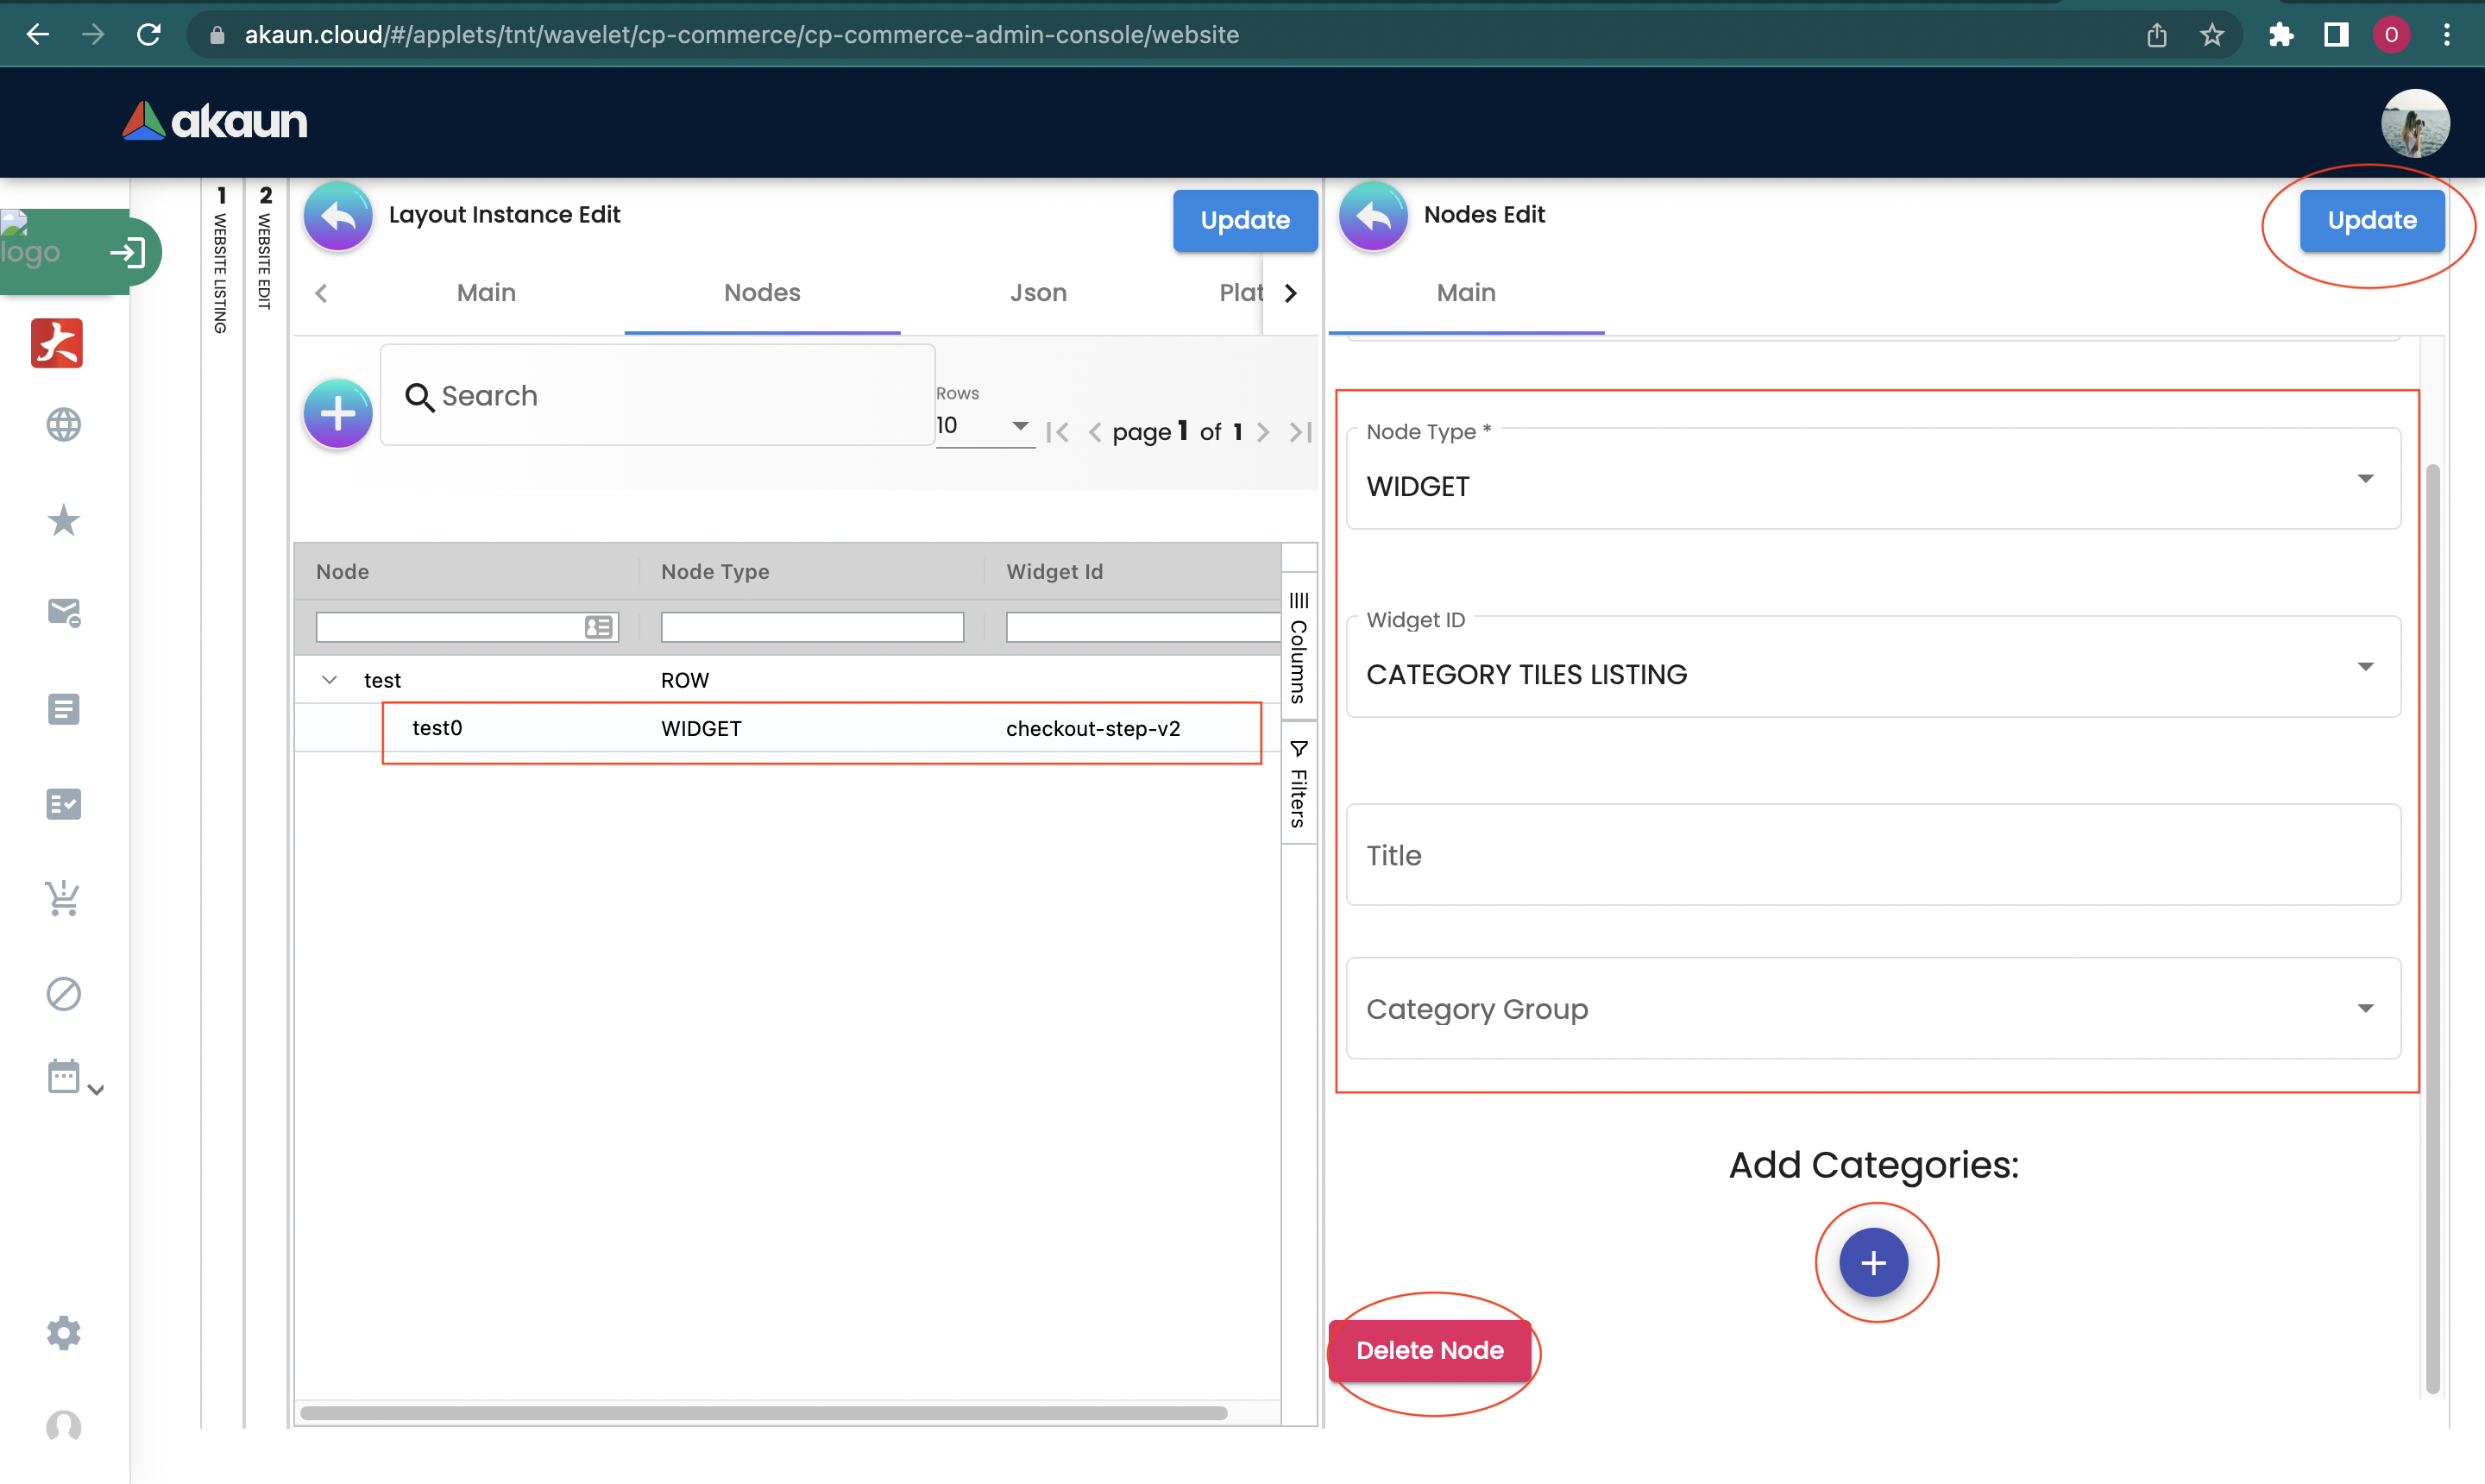 akaun.cloud/#/applets/tnt/wavelet/cp-commerce/cp-commerce-admin-console/website
O
akaun
logo
1 WEBSITE LISTING
2 WEBSITE EDIT
Layout Instance Edit
Update
Main
Nodes
Json
Plat
Search
Rows
10
page 1 of 1
Node
Node Type
Widget Id
test
ROW
test0
WIDGET
checkout-step-v2
Columns
Filters
Nodes Edit
Update
Main
Node Type *
WIDGET
Widget ID
CATEGORY TILES LISTING
Title
Category Group
Add Categories:
Delete Node